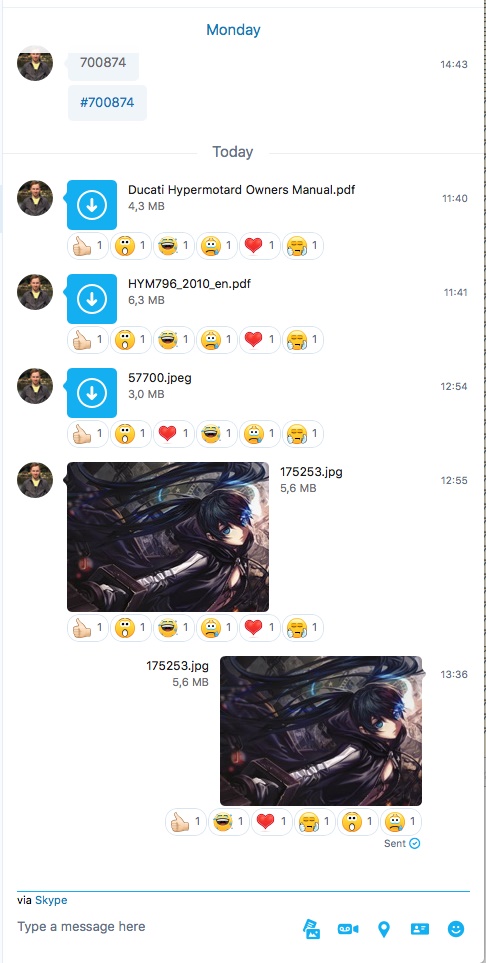 Monday
700874
14:43
#700874
Today
Ducati Hypermotard Owners Manual.pdf
11:40
4,3 MB
1 1 1 1 1 1
HYM796_2010_en.pdf
11:41
6,3 MB
1 1 1 1 1 1
57700.jpeg
12:54
3,0 MB
1 1 1 1 1 1
175253.jpg
12:55
5,6 MB
1 1 1 1 1 1
175253.jpg
13:36
5,6 MB
1 1 1 1 1 1
Sent
via Skype
Type a message here